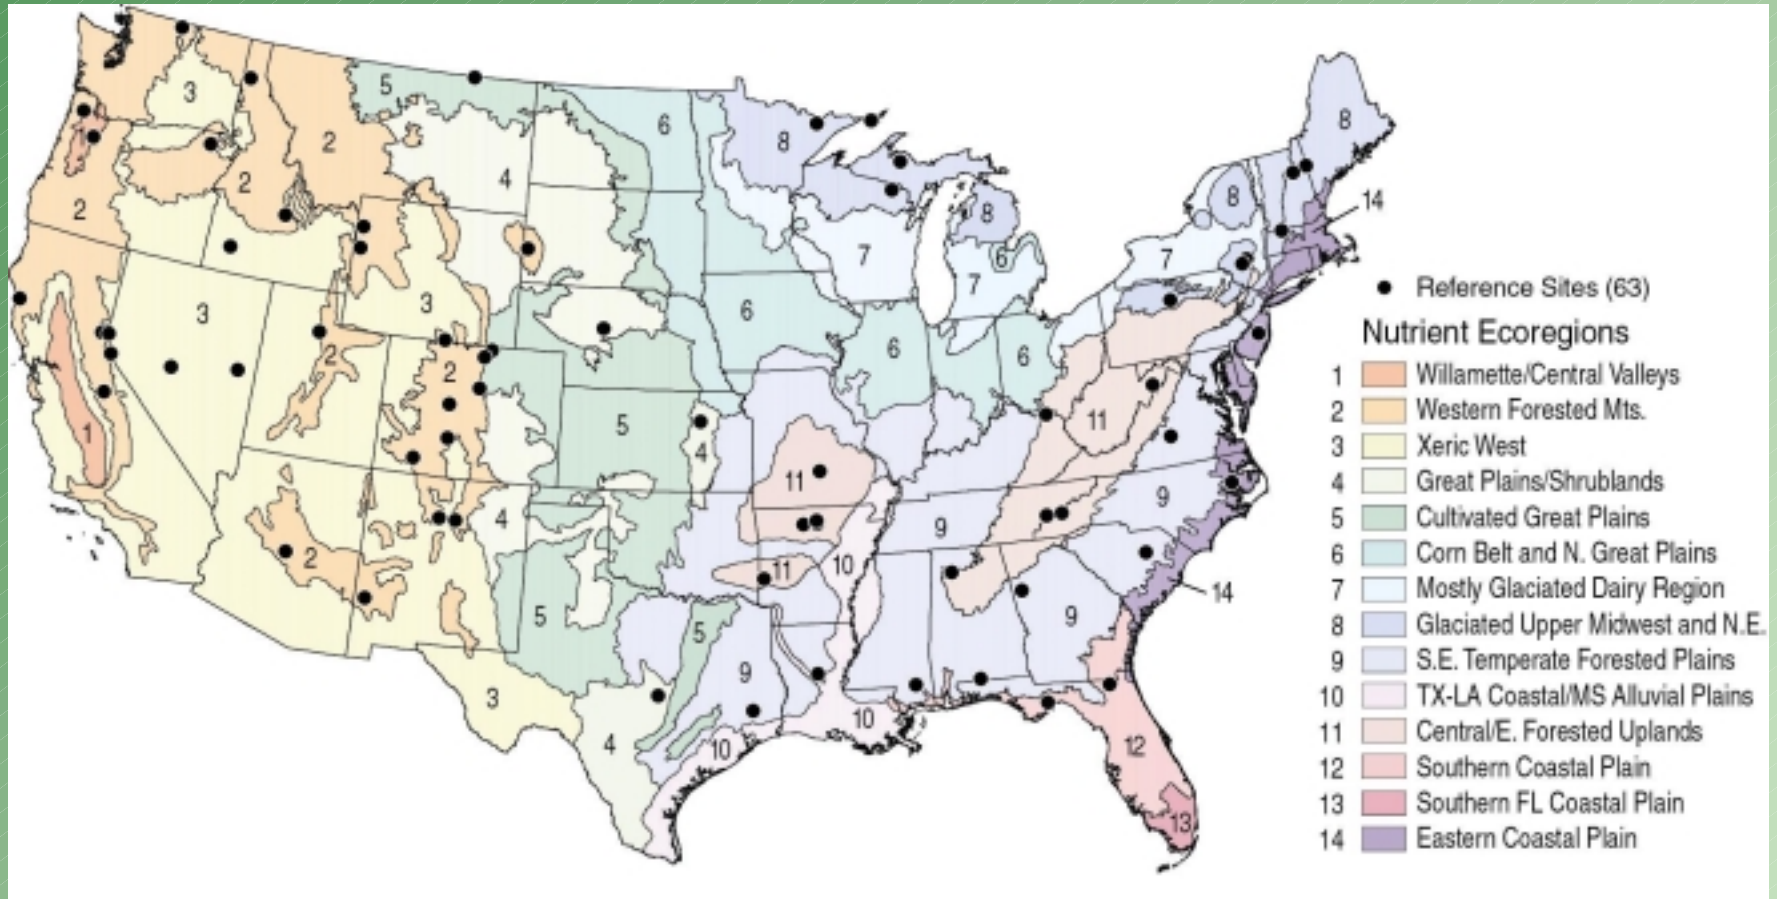 3
5
2
6
8
8
4
2
2
14
8
8
7
6
7
3
3
6
2
2
6
6
1
5
4
11
11
4
9
9
2
10
11
14
5
5
9
9
3
10
4
10
12
13
Reference Sites (63)
Nutrient Ecoregions
1 Willamette/Central Valleys
2 Western Forested Mts.
3 Xeric West
4 Great Plains/Shrublands
5 Cultivated Great Plains
6 Corn Belt and N. Great Plains
7 Mostly Glaciated Dairy Region
8 Glaciated Upper Midwest and N.E.
9 S.E. Temperate Forested Plains
10 TX-LA Coastal/MS Alluvial Plains
11 Central/E. Forested Uplands
12 Southern Coastal Plain
13 Southern FL Coastal Plain
14 Eastern Coastal Plain